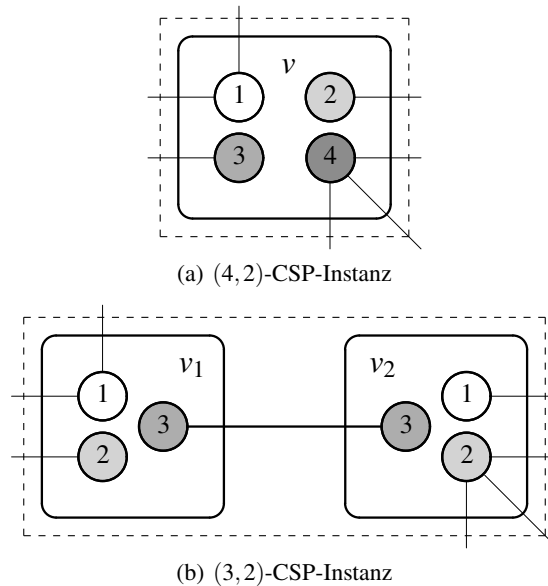 v
1 2
3 4
(a) (4,2)-CSP-Instanz
v₁ v₂
1 1
3 3
2 2
(b) (3,2)-CSP-Instanz